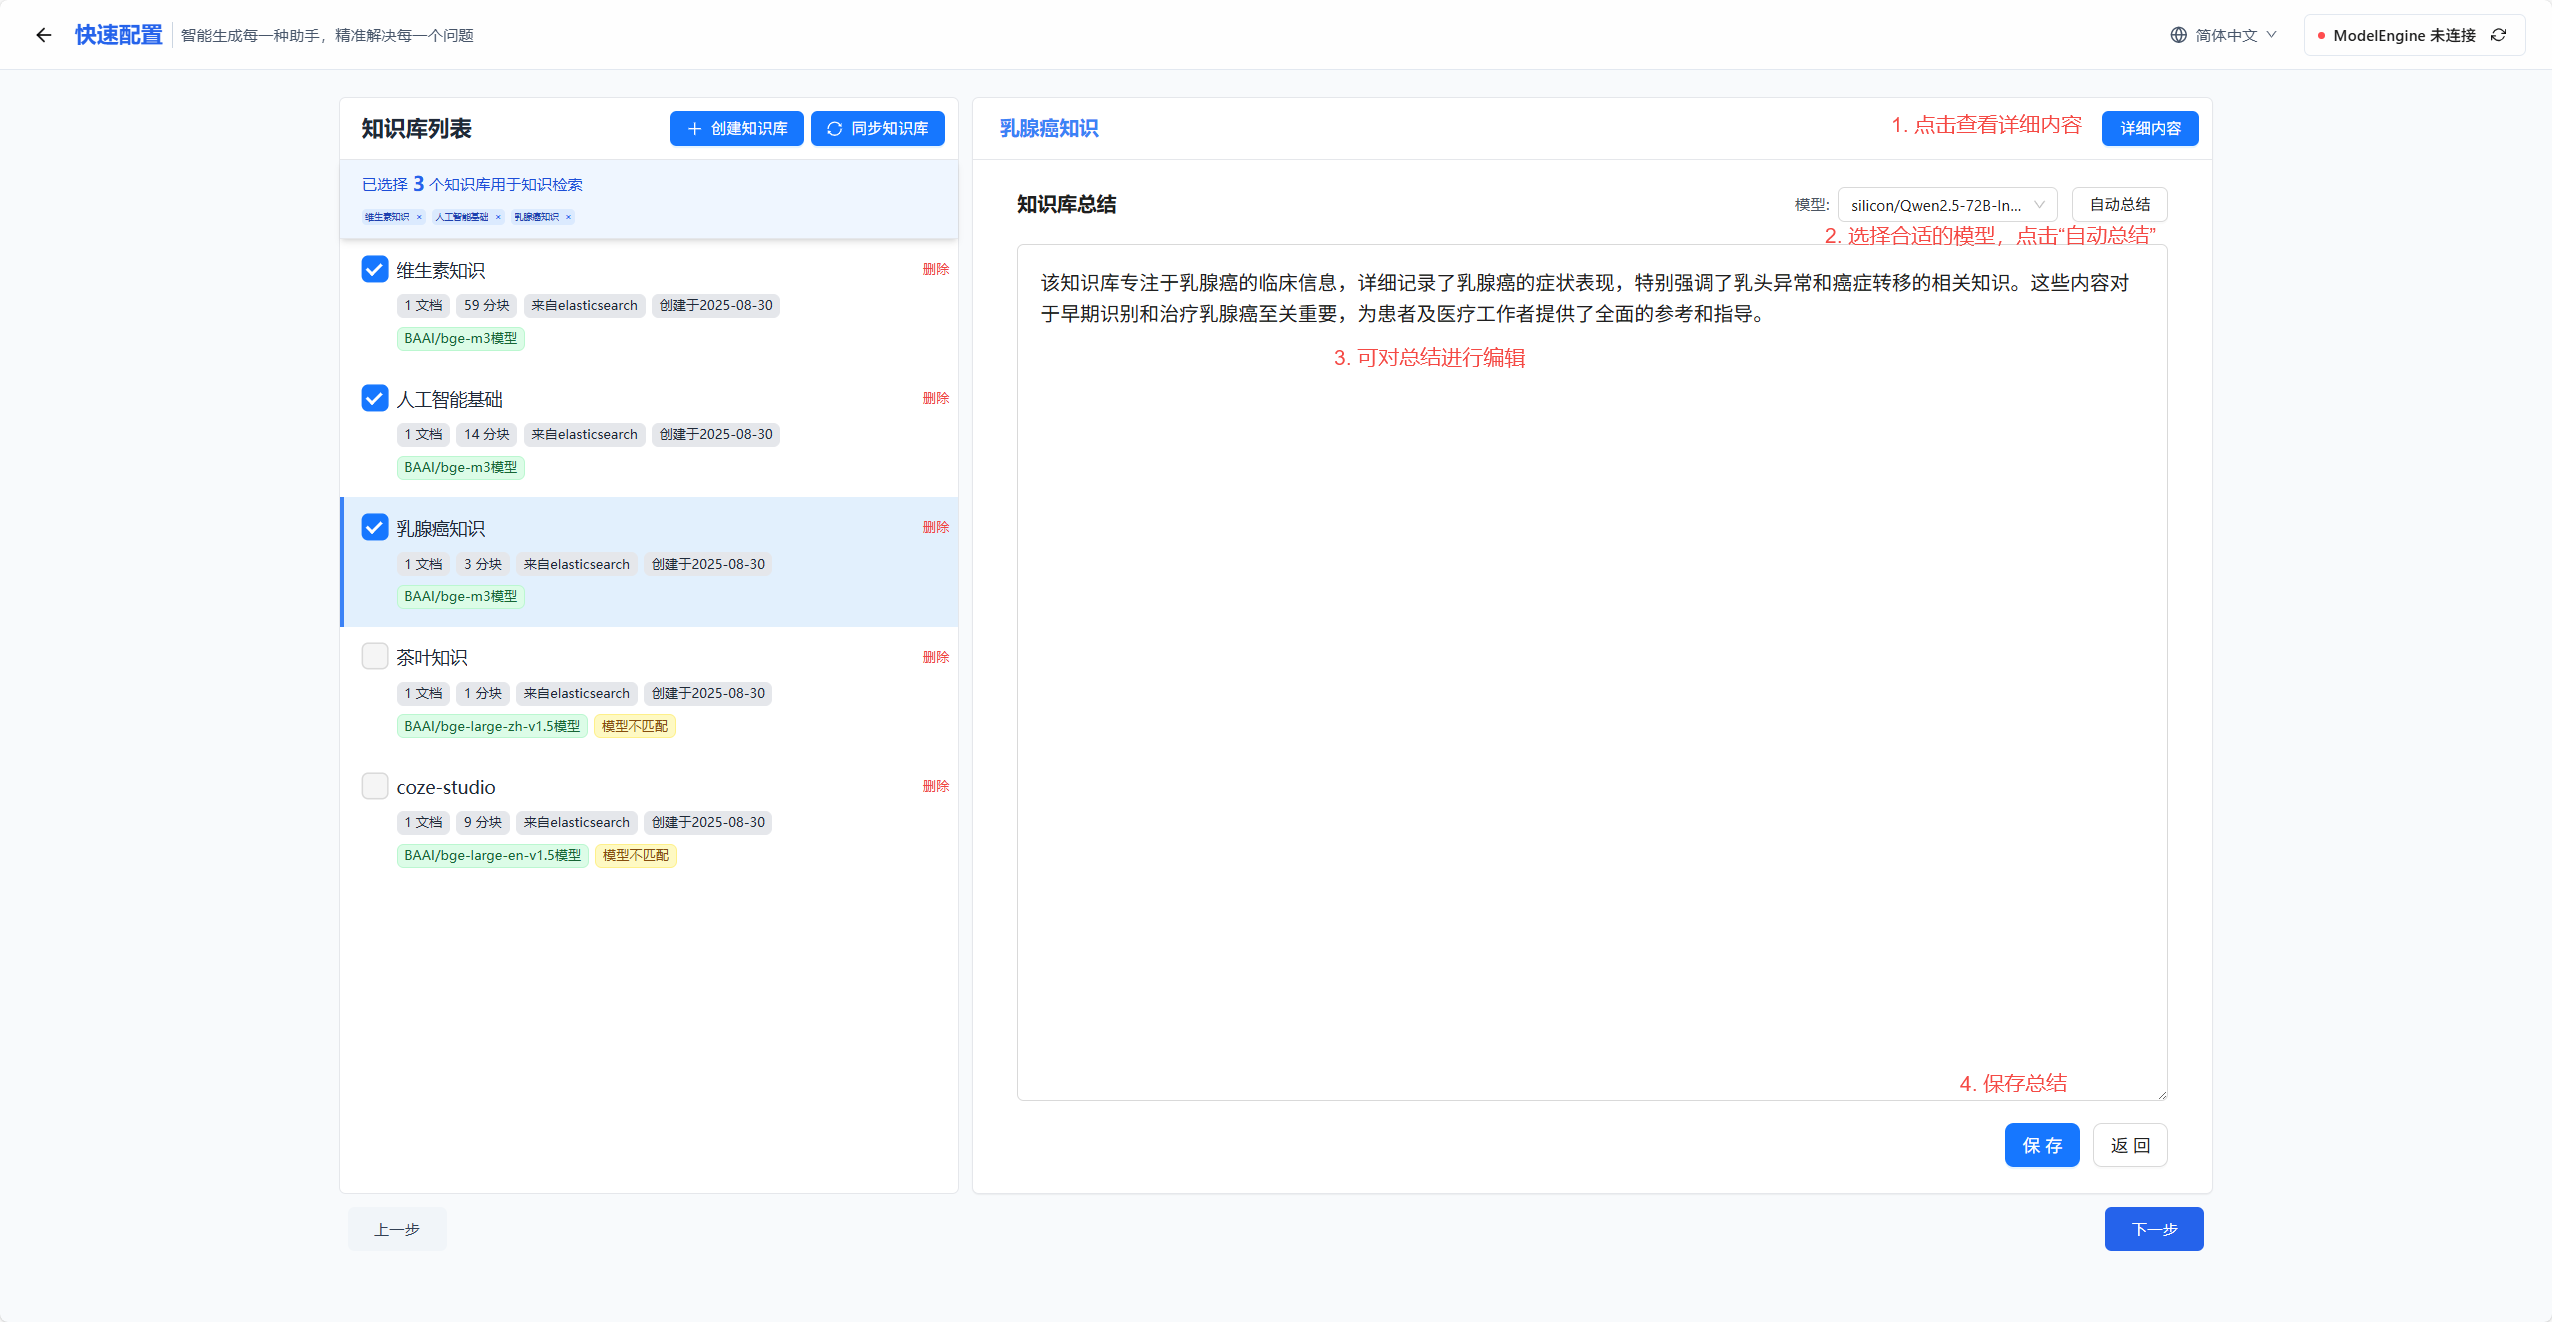 快速配置 智能生成每一种助手，精准解决每一个问题
简体中文
ModelEngine 未连接
知识库列表
创建知识库
同步知识库
已选择 3 个知识库用于知识检索
维生素知识 × 人工智能基础 × 乳腺癌知识 ×
维生素知识 删除
1 文档 59 分块 来自elasticsearch 创建于2025-08-30
BAAI/bge-m3模型
人工智能基础 删除
1 文档 14 分块 来自elasticsearch 创建于2025-08-30
BAAI/bge-m3模型
乳腺癌知识 删除
1 文档 3 分块 来自elasticsearch 创建于2025-08-30
BAAI/bge-m3模型
茶叶知识 删除
1 文档 1 分块 来自elasticsearch 创建于2025-08-30
BAAI/bge-large-zh-v1.5模型 模型不匹配
coze-studio 删除
1 文档 9 分块 来自elasticsearch 创建于2025-08-30
BAAI/bge-large-en-v1.5模型 模型不匹配
乳腺癌知识
1. 点击查看详细内容
详细内容
知识库总结
模型: silicon/Qwen2.5-72B-In... 自动总结
2. 选择合适的模型，点击“自动总结”
该知识库专注于乳腺癌的临床信息，详细记录了乳腺癌的症状表现，特别强调了乳头异常和癌症转移的相关知识。这些内容对
于早期识别和治疗乳腺癌至关重要，为患者及医疗工作者提供了全面的参考和指导。
3. 可对总结进行编辑
4. 保存总结
保 存 返 回
上一步 下一步